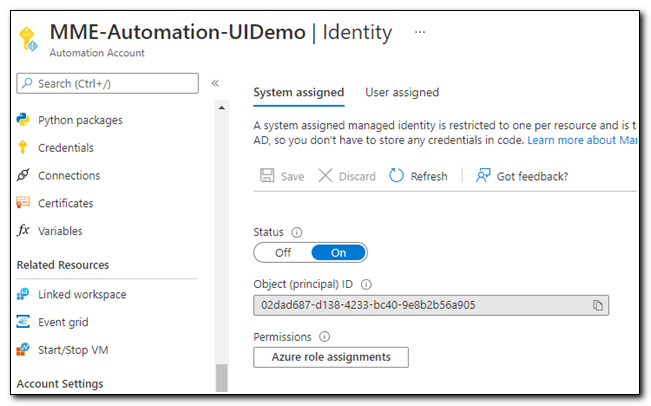 MME-Automation-UIDemo | Identity ...
Automation Account
Search (Ctrl+/)
«
Python packages
Credentials
Connections
Certificates
Variables
Related Resources
Linked workspace
Event grid
Start/Stop VM
Account Settings
System assigned User assigned
A system assigned managed identity is restricted to one per resource and is t
AD, so you don't have to store any credentials in code. Learn more about Mar
Save Discard Refresh Got feedback?
Status
Off On
Object (principal) ID
02dad687-d138-4233-bc40-9e8b2b56a905
Permissions
Azure role assignments